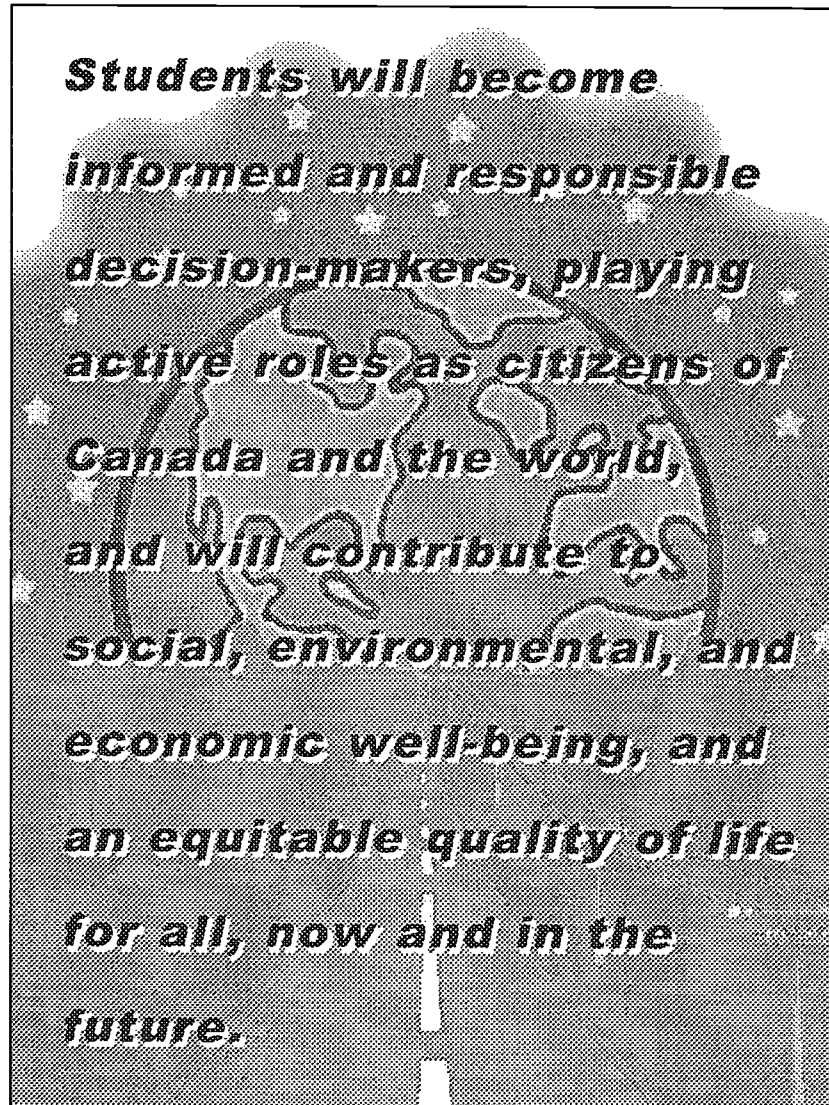 Students will become
informed and responsible
decision-makers, playing
active roles as citizens of
Canada and the world,
and will contribute to
social, environmental, and
economic well-being, and
an equitable quality of life
for all, now and in the
future.